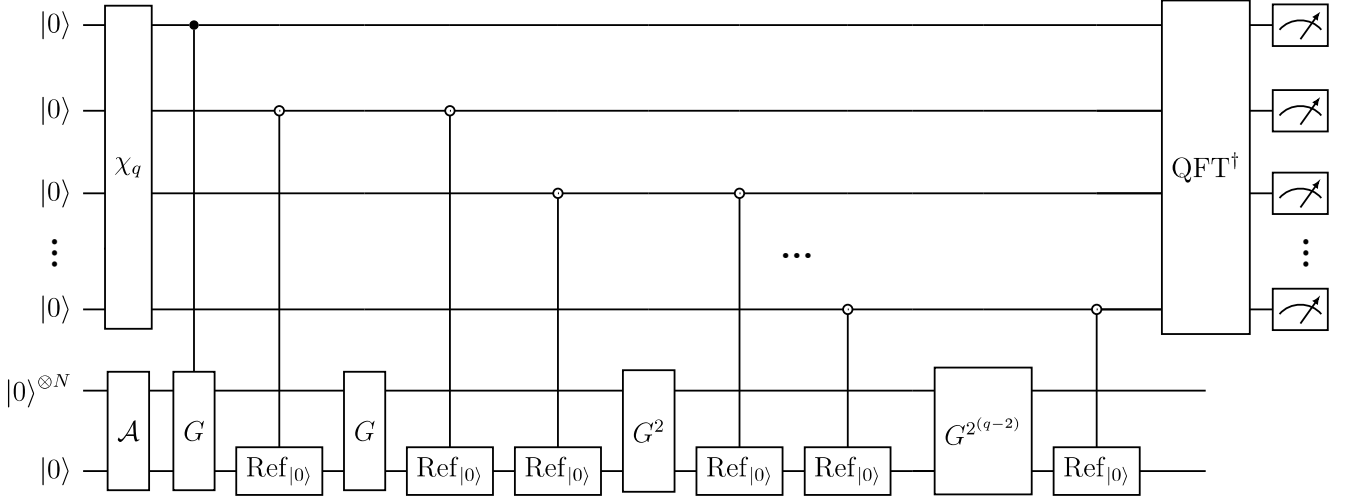 |0⟩
|0⟩
χ_q
QFT†
|0⟩
⋮ ... ⋮
|0⟩
|0⟩^{⊗N}
𝒜 G G G² G^{2^{(q−2)}}
|0⟩ Ref_{|0⟩} Ref_{|0⟩} Ref_{|0⟩} Ref_{|0⟩} Ref_{|0⟩} Ref_{|0⟩}